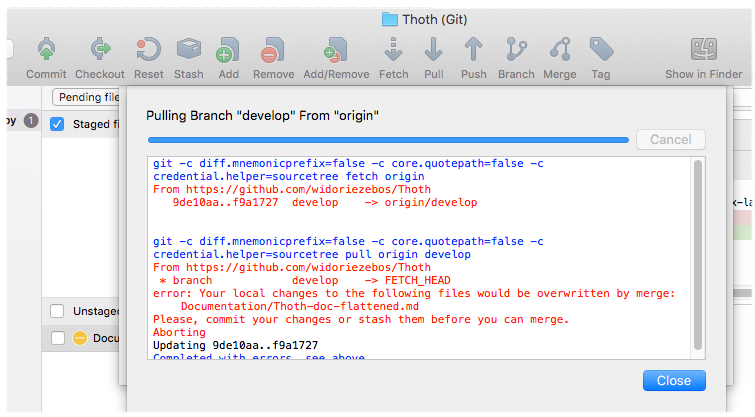 Thoth (Git)
Commit Checkout Reset Stash Add Remove Add/Remove Fetch Pull Push Branch Merge Tag Show in Finder
Pending file
1
Staged fi
Pulling Branch "develop" From "origin"
Cancel
git -c diff.mnemonicprefix=false -c core.quotepath=false -c
credential.helper=sourcetree fetch origin
From https://github.com/widoriezebos/Thoth
9de10aa..f9a1727 develop -> origin/develop
git -c diff.mnemonicprefix=false -c core.quotepath=false -c
credential.helper=sourcetree pull origin develop
From https://github.com/widoriezebos/Thoth
* branch develop -> FETCH_HEAD
error: Your local changes to the following files would be overwritten by merge:
Documentation/Thoth-doc-flattened.md
Please, commit your changes or stash them before you can merge.
Aborting
Updating 9de10aa..f9a1727
Completed with errors, see above
Unstaged
Docu
Close